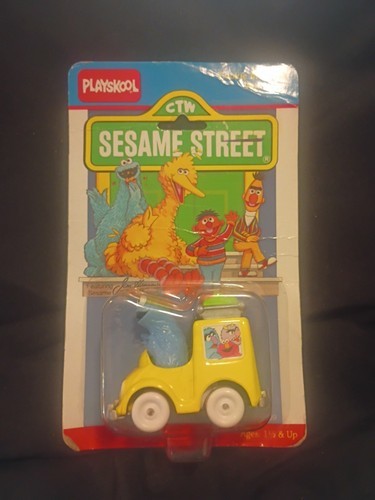 PLAYSKOOL
CTW
SESAME STREET
Ages 1½ & Up